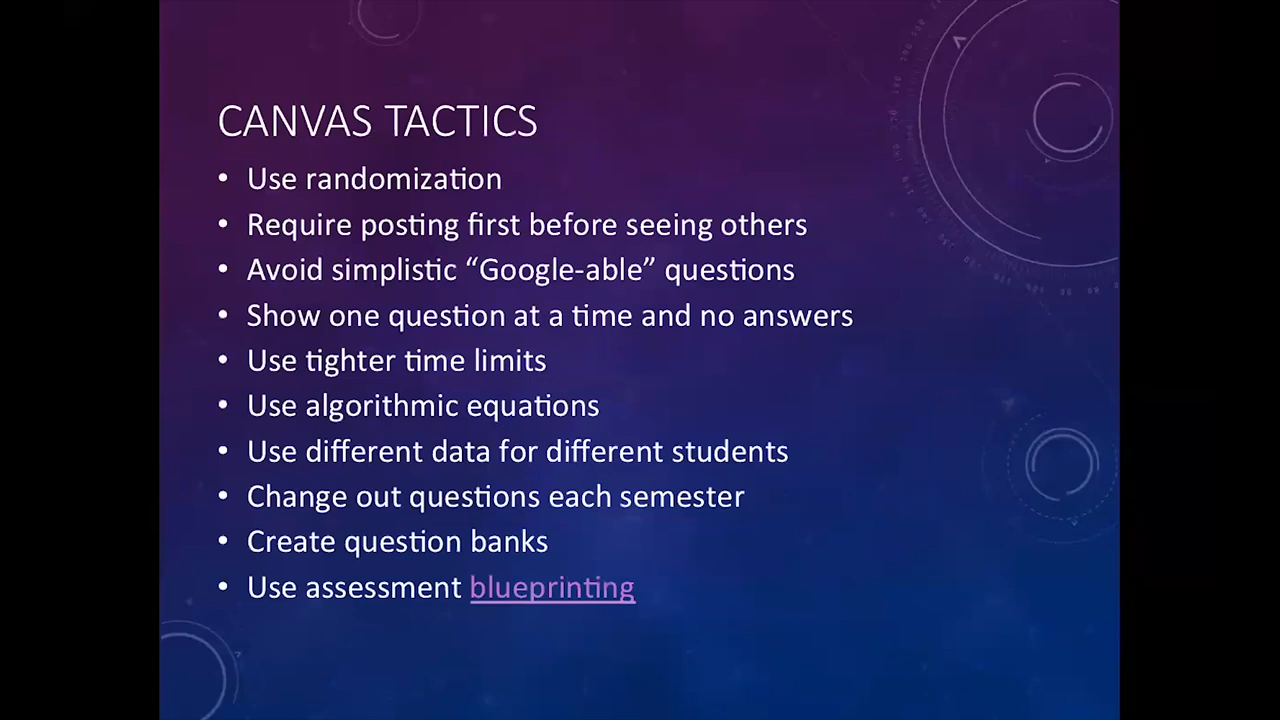 CANVAS TACTICS
• Use randomization
• Require posting first before seeing others
• Avoid simplistic “Google-able” questions
• Show one question at a time and no answers
• Use tighter time limits
• Use algorithmic equations
• Use different data for different students
• Change out questions each semester
• Create question banks
• Use assessment blueprinting